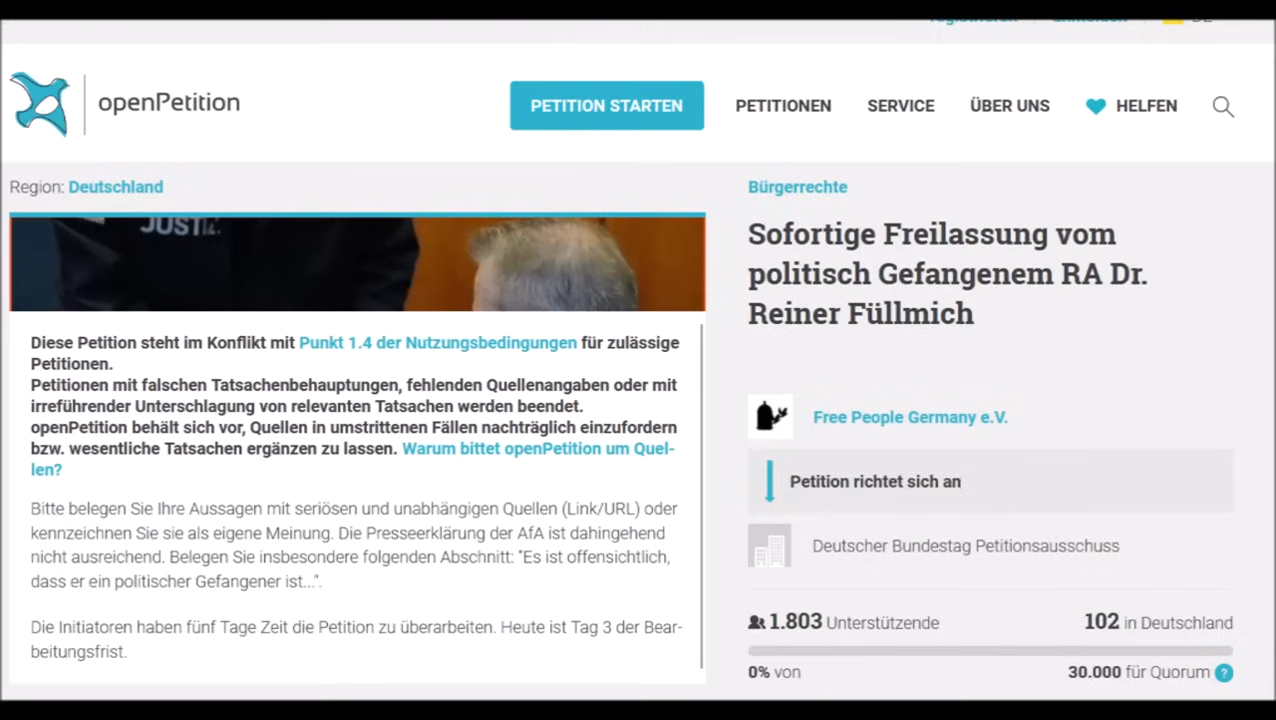 openPetition
PETITION STARTEN
PETITIONEN
SERVICE
ÜBER UNS
HELFEN
Region: Deutschland
Diese Petition steht im Konflikt mit Punkt 1.4 der Nutzungsbedingungen für zulässige
Petitionen.
Petitionen mit falschen Tatsachenbehauptungen, fehlenden Quellenangaben oder mit
irreführender Unterschlagung von relevanten Tatsachen werden beendet.
openPetition behält sich vor, Quellen in umstrittenen Fällen nachträglich einzufordern
bzw. wesentliche Tatsachen ergänzen zu lassen. Warum bittet openPetition um Quel-
len?
Bitte belegen Sie Ihre Aussagen mit seriösen und unabhängigen Quellen (Link/URL) oder
kennzeichnen Sie sie als eigene Meinung. Die Presseerklärung der AfA ist dahingehend
nicht ausreichend. Belegen Sie insbesondere folgenden Abschnitt: "Es ist offensichtlich,
dass er ein politischer Gefangener ist...".
Die Initiatoren haben fünf Tage Zeit die Petition zu überarbeiten. Heute ist Tag 3 der Bear-
beitungsfrist.
Bürgerrechte
Sofortige Freilassung vom
politisch Gefangenem RA Dr.
Reiner Füllmich
Free People Germany e.V.
Petition richtet sich an
Deutscher Bundestag Petitionsausschuss
1.803 Unterstützende
102 in Deutschland
0% von
30.000 für Quorum ?